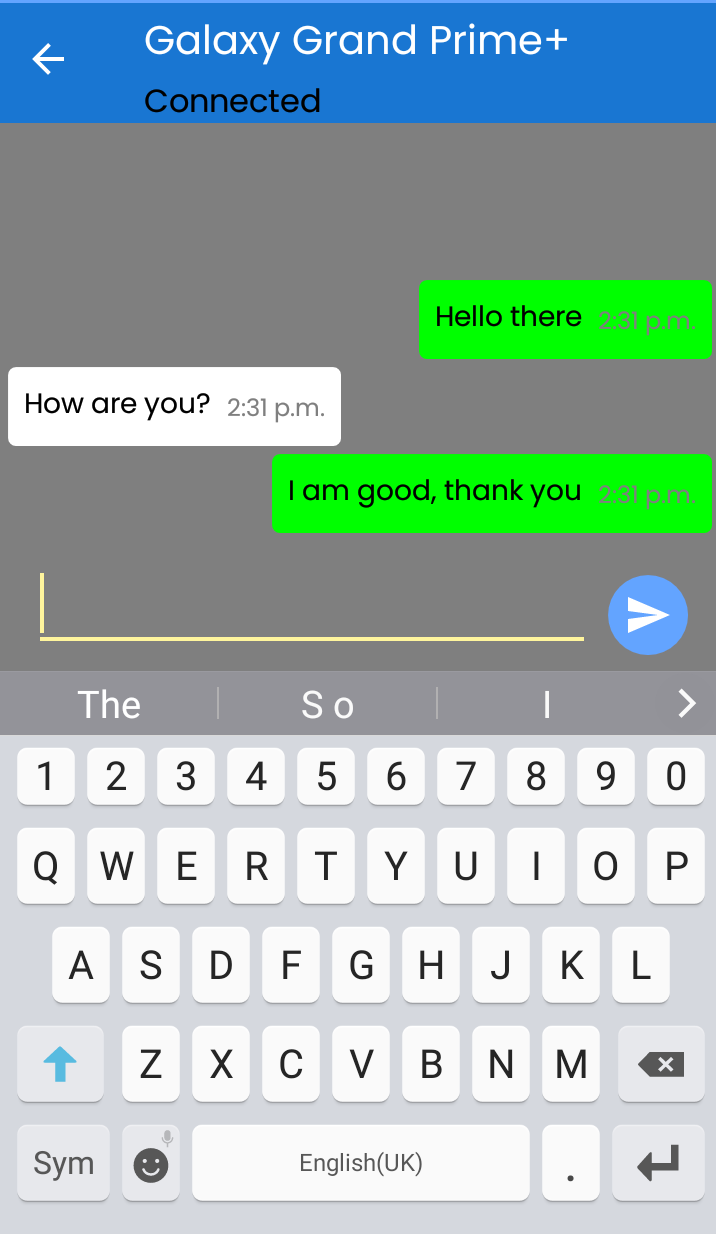 Galaxy Grand Prime+
Connected
Hello there 2:31 p.m.
How are you? 2:31 p.m.
I am good, thank you 2:31 p.m.
The S o I
1 2 3 4 5 6 7 8 9 0
Q W E R T Y U I O P
A S D F G H J K L
Z X C V B N M
Sym English(UK) .